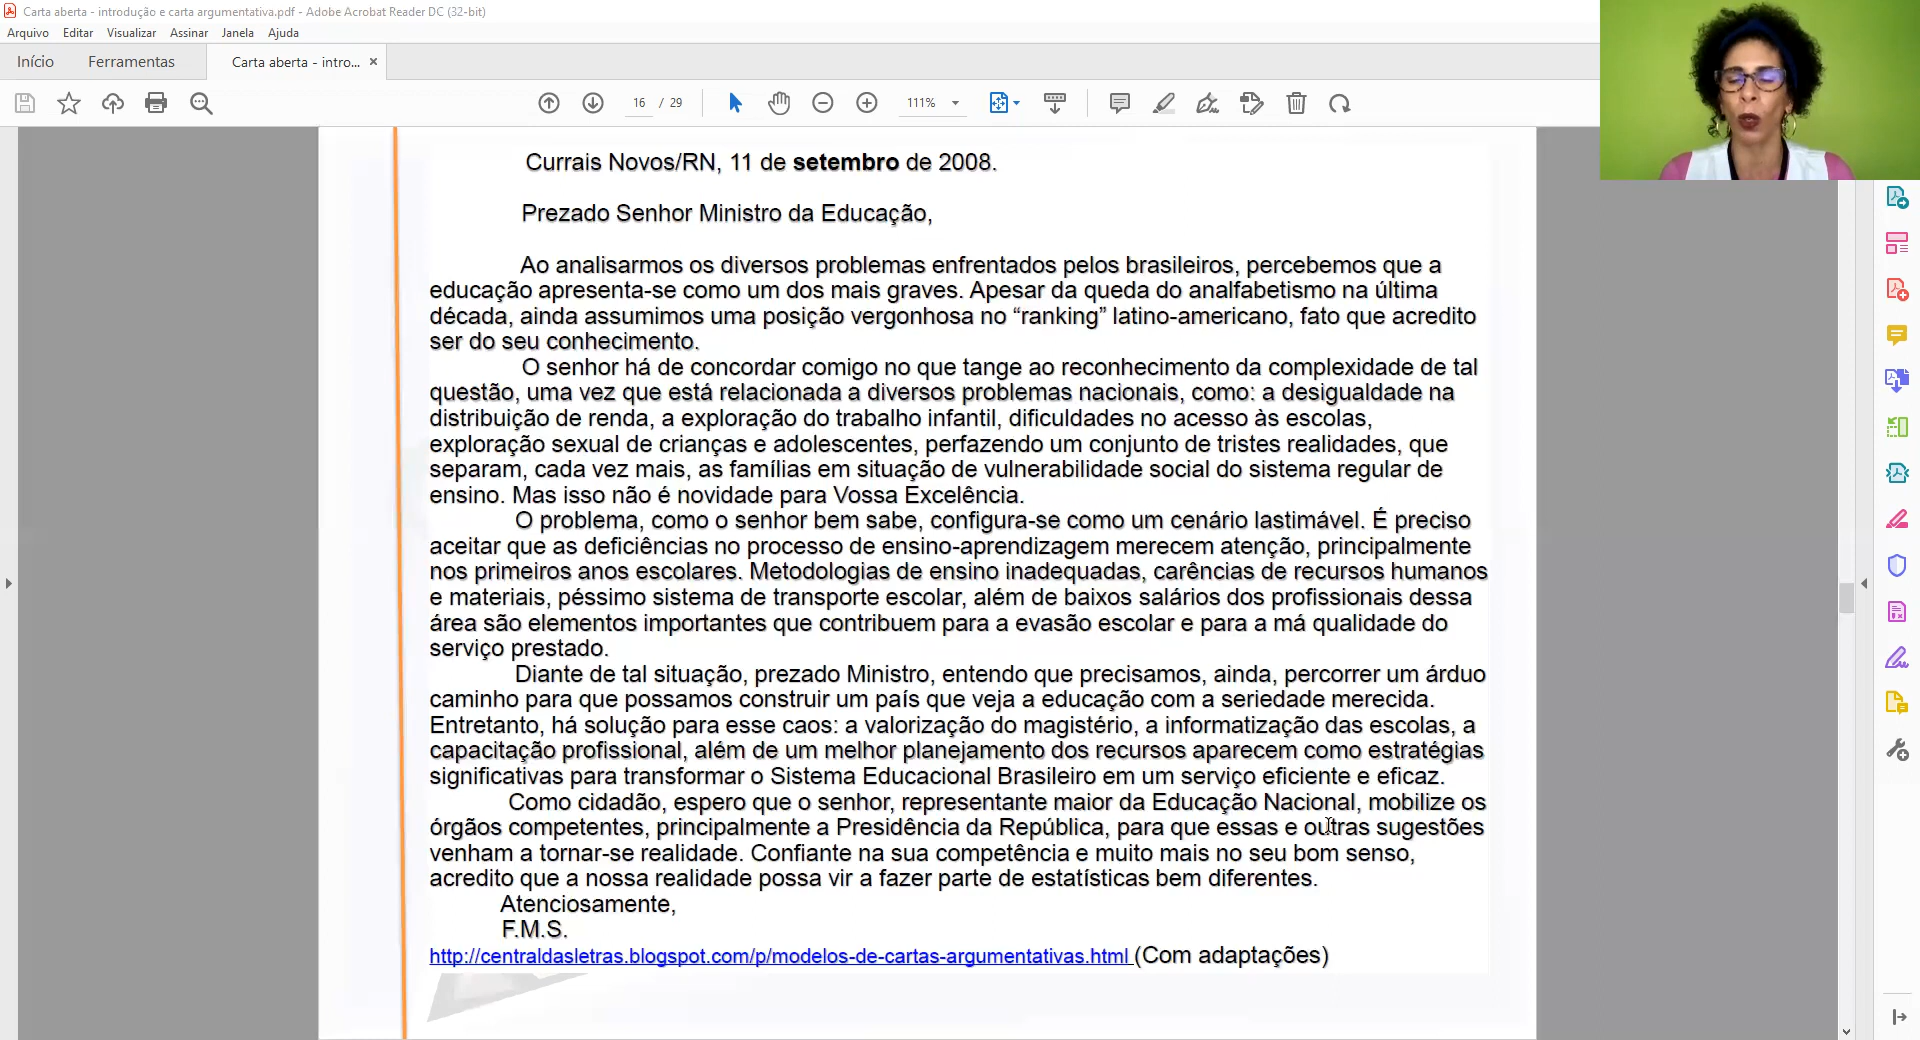 Carta aberta - introdução e carta argumentativa.pdf - Adobe Acrobat Reader DC (32-bit)
Arquivo Editar Visualizar Assinar Janela Ajuda
Início Ferramentas Carta aberta - intro... ×
16 / 29 111%
Currais Novos/RN, 11 de setembro de 2008.
Prezado Senhor Ministro da Educação,
Ao analisarmos os diversos problemas enfrentados pelos brasileiros, percebemos que a
educação apresenta-se como um dos mais graves. Apesar da queda do analfabetismo na última
década, ainda assumimos uma posição vergonhosa no “ranking” latino-americano, fato que acredito
ser do seu conhecimento.
O senhor há de concordar comigo no que tange ao reconhecimento da complexidade de tal
questão, uma vez que está relacionada a diversos problemas nacionais, como: a desigualdade na
distribuição de renda, a exploração do trabalho infantil, dificuldades no acesso às escolas,
exploração sexual de crianças e adolescentes, perfazendo um conjunto de tristes realidades, que
separam, cada vez mais, as famílias em situação de vulnerabilidade social do sistema regular de
ensino. Mas isso não é novidade para Vossa Excelência.
O problema, como o senhor bem sabe, configura-se como um cenário lastimável. É preciso
aceitar que as deficiências no processo de ensino-aprendizagem merecem atenção, principalmente
nos primeiros anos escolares. Metodologias de ensino inadequadas, carências de recursos humanos
e materiais, péssimo sistema de transporte escolar, além de baixos salários dos profissionais dessa
área são elementos importantes que contribuem para a evasão escolar e para a má qualidade do
serviço prestado.
Diante de tal situação, prezado Ministro, entendo que precisamos, ainda, percorrer um árduo
caminho para que possamos construir um país que veja a educação com a seriedade merecida.
Entretanto, há solução para esse caos: a valorização do magistério, a informatização das escolas, a
capacitação profissional, além de um melhor planejamento dos recursos aparecem como estratégias
significativas para transformar o Sistema Educacional Brasileiro em um serviço eficiente e eficaz.
Como cidadão, espero que o senhor, representante maior da Educação Nacional, mobilize os
órgãos competentes, principalmente a Presidência da República, para que essas e outras sugestões
venham a tornar-se realidade. Confiante na sua competência e muito mais no seu bom senso,
acredito que a nossa realidade possa vir a fazer parte de estatísticas bem diferentes.
Atenciosamente,
F.M.S.
http://centraldasletras.blogspot.com/p/modelos-de-cartas-argumentativas.html (Com adaptações)